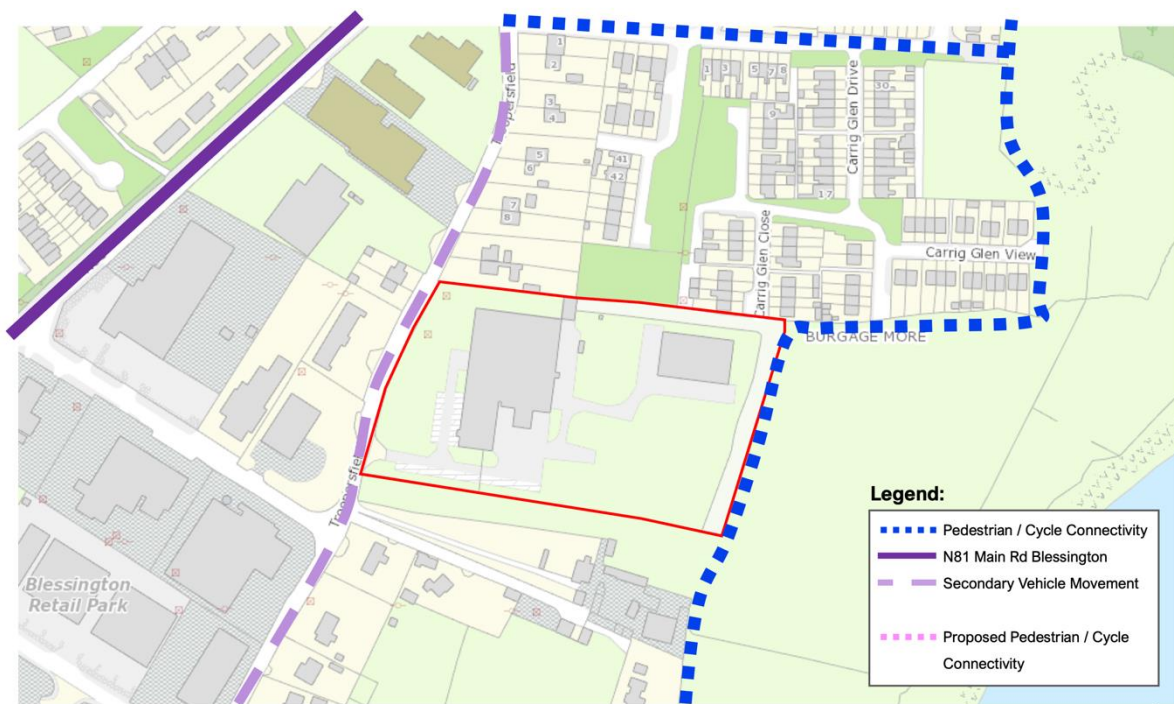 Troopersfield
1
2
3
4
5
6
7
8
41
42
1
3
5
7
8
9
17
30
Carrig Glen Drive
Carrig Glen Close
Carrig Glen View
BURGAGE MORE
Troopersfiel
Blessington
Retail Park
Legend:
Pedestrian / Cycle Connectivity
N81 Main Rd Blessington
Secondary Vehicle Movement
Proposed Pedestrian / Cycle
Connectivity